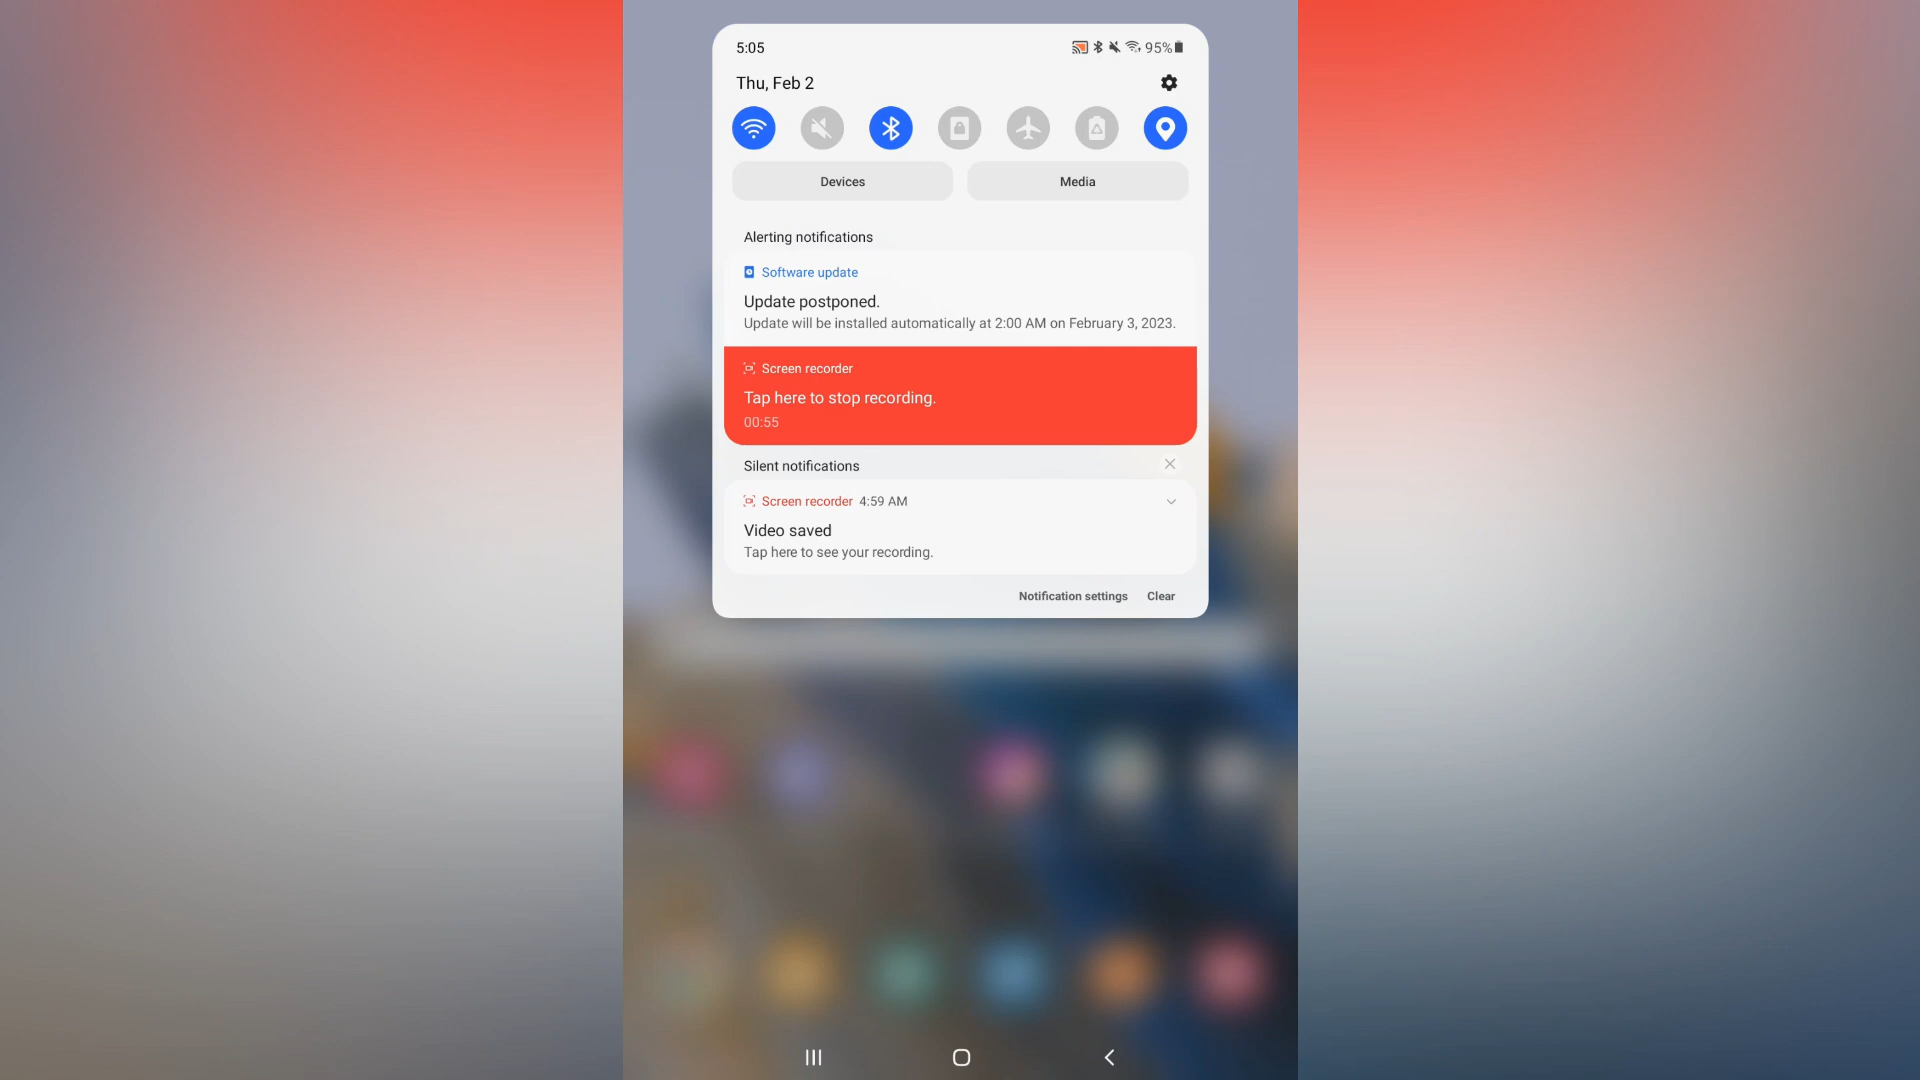 5:05
95%
Thu, Feb 2
Devices
Media
Alerting notifications
Software update
Update postponed.
Update will be installed automatically at 2:00 AM on February 3, 2023.
Screen recorder
Tap here to stop recording.
00:55
Silent notifications
Screen recorder 4:59 AM
Video saved
Tap here to see your recording.
Notification settings
Clear